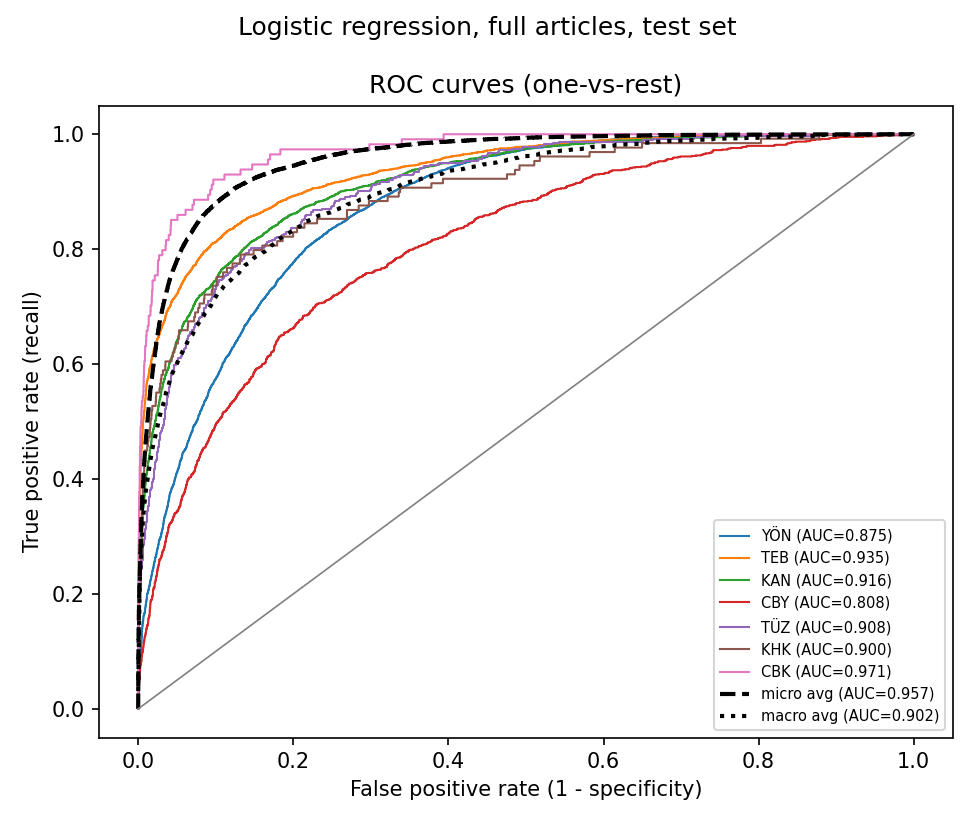 Logistic regression, full articles, test set
ROC curves (one-vs-rest)
True positive rate (recall)
1.0
0.8
0.6
0.4
0.2
0.0
0.0 0.2 0.4 0.6 0.8 1.0
False positive rate (1 - specificity)
YÖN (AUC=0.875)
TEB (AUC=0.935)
KAN (AUC=0.916)
CBY (AUC=0.808)
TÜZ (AUC=0.908)
KHK (AUC=0.900)
CBK (AUC=0.971)
micro avg (AUC=0.957)
macro avg (AUC=0.902)